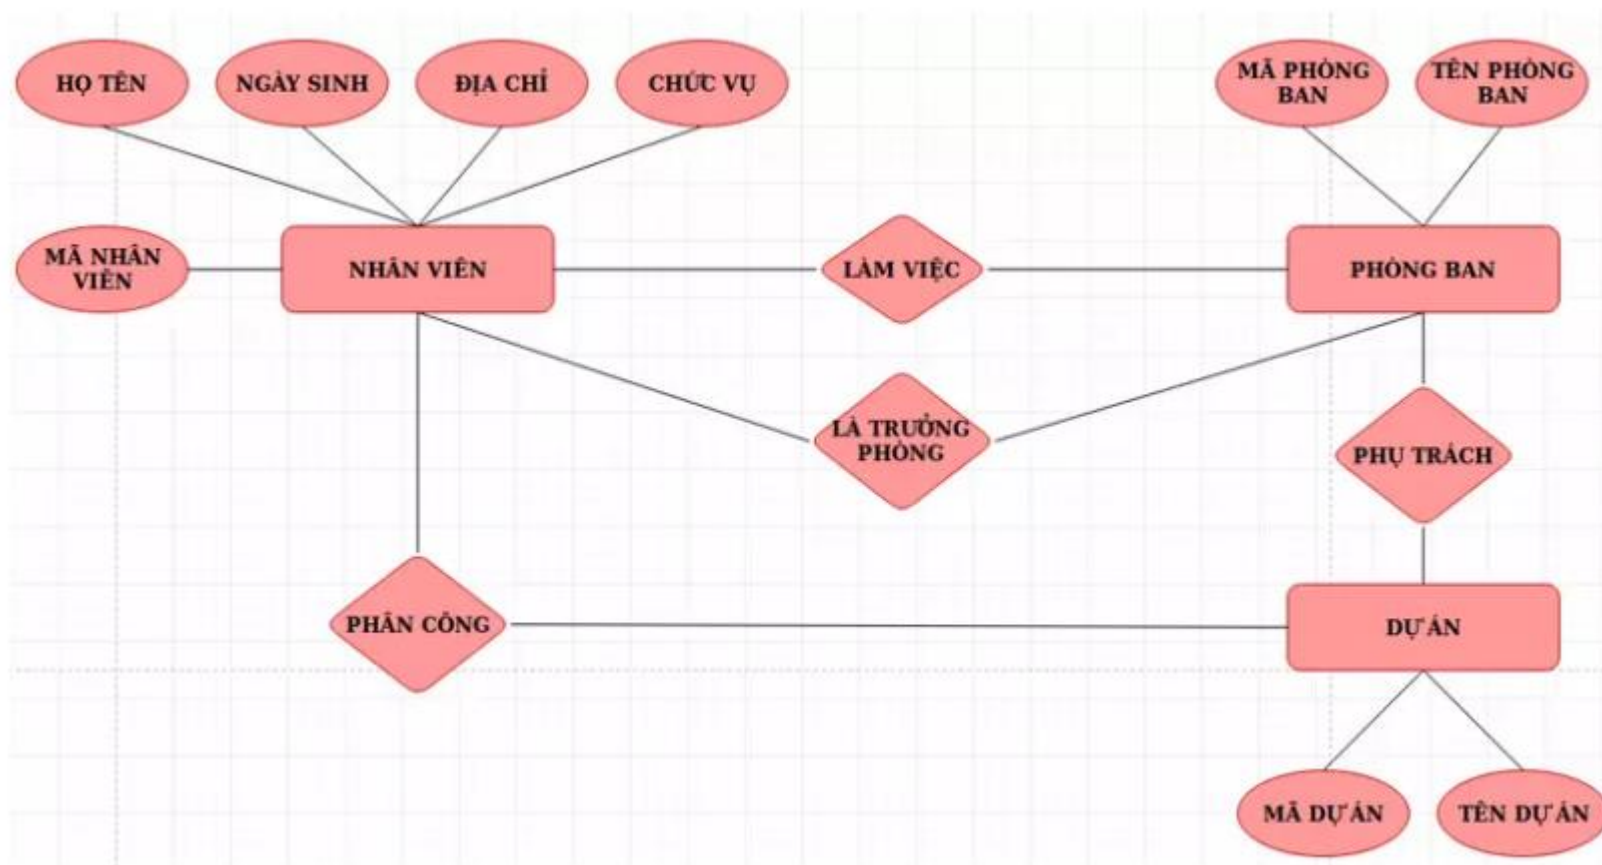 HỌ TÊN
NGÀY SINH
ĐỊA CHỈ
CHỨC VỤ
MÃ PHÒNG
BAN
TÊN PHÒNG
BAN
MÃ NHÂN
VIÊN
NHÂN VIÊN
LÀM VIỆC
PHÒNG BAN
LÀ TRƯỞNG
PHÒNG
PHỤ TRÁCH
PHÂN CÔNG
DỰ ÁN
MÃ DỰ ÁN
TÊN DỰ ÁN